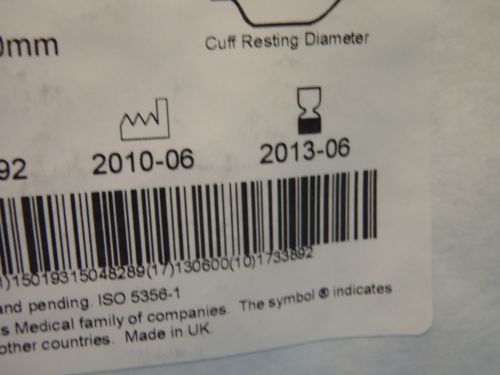 0mm
Cuff Resting Diameter
92 2010-06 2013-06
1)15019315048289(17)130600(10)1733892
and pending. ISO 5356-1
s Medical family of companies. The symbol ® indicates
other countries. Made in UK.